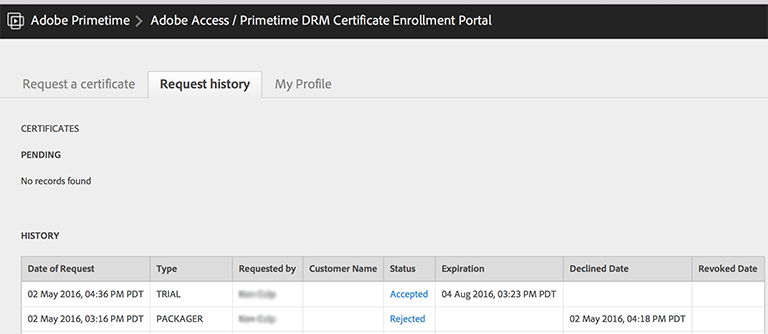 Adobe Primetime > Adobe Access / Primetime DRM Certificate Enrollment Portal
Request a certificate Request history My Profile
CERTIFICATES
PENDING
No records found
HISTORY
Date of Request Type Requested by Customer Name Status Expiration Declined Date Revoked Date
02 May 2016, 04:36 PM PDT TRIAL Accepted 04 Aug 2016, 03:23 PM PDT
02 May 2016, 03:16 PM PDT PACKAGER Rejected 02 May 2016, 04:18 PM PDT